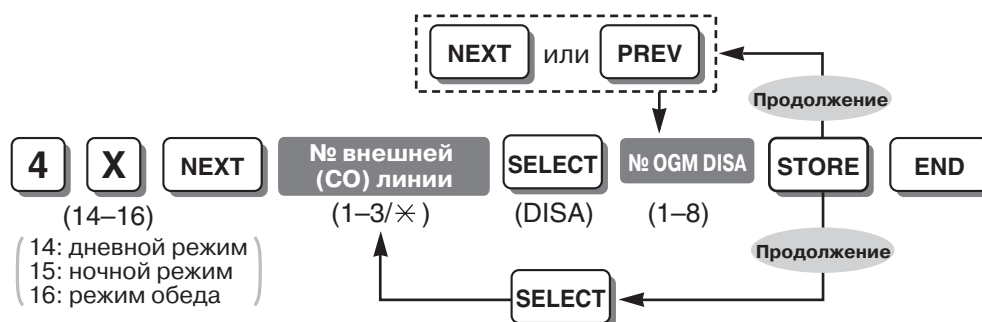 NEXT или PREV
Продолжение
4 X NEXT № внешней (CO) линии SELECT № OGM DISA STORE END
(14–16) (1–3/✳) (DISA) (1–8)
14: дневной режим
15: ночной режим
16: режим обеда
Продолжение
SELECT